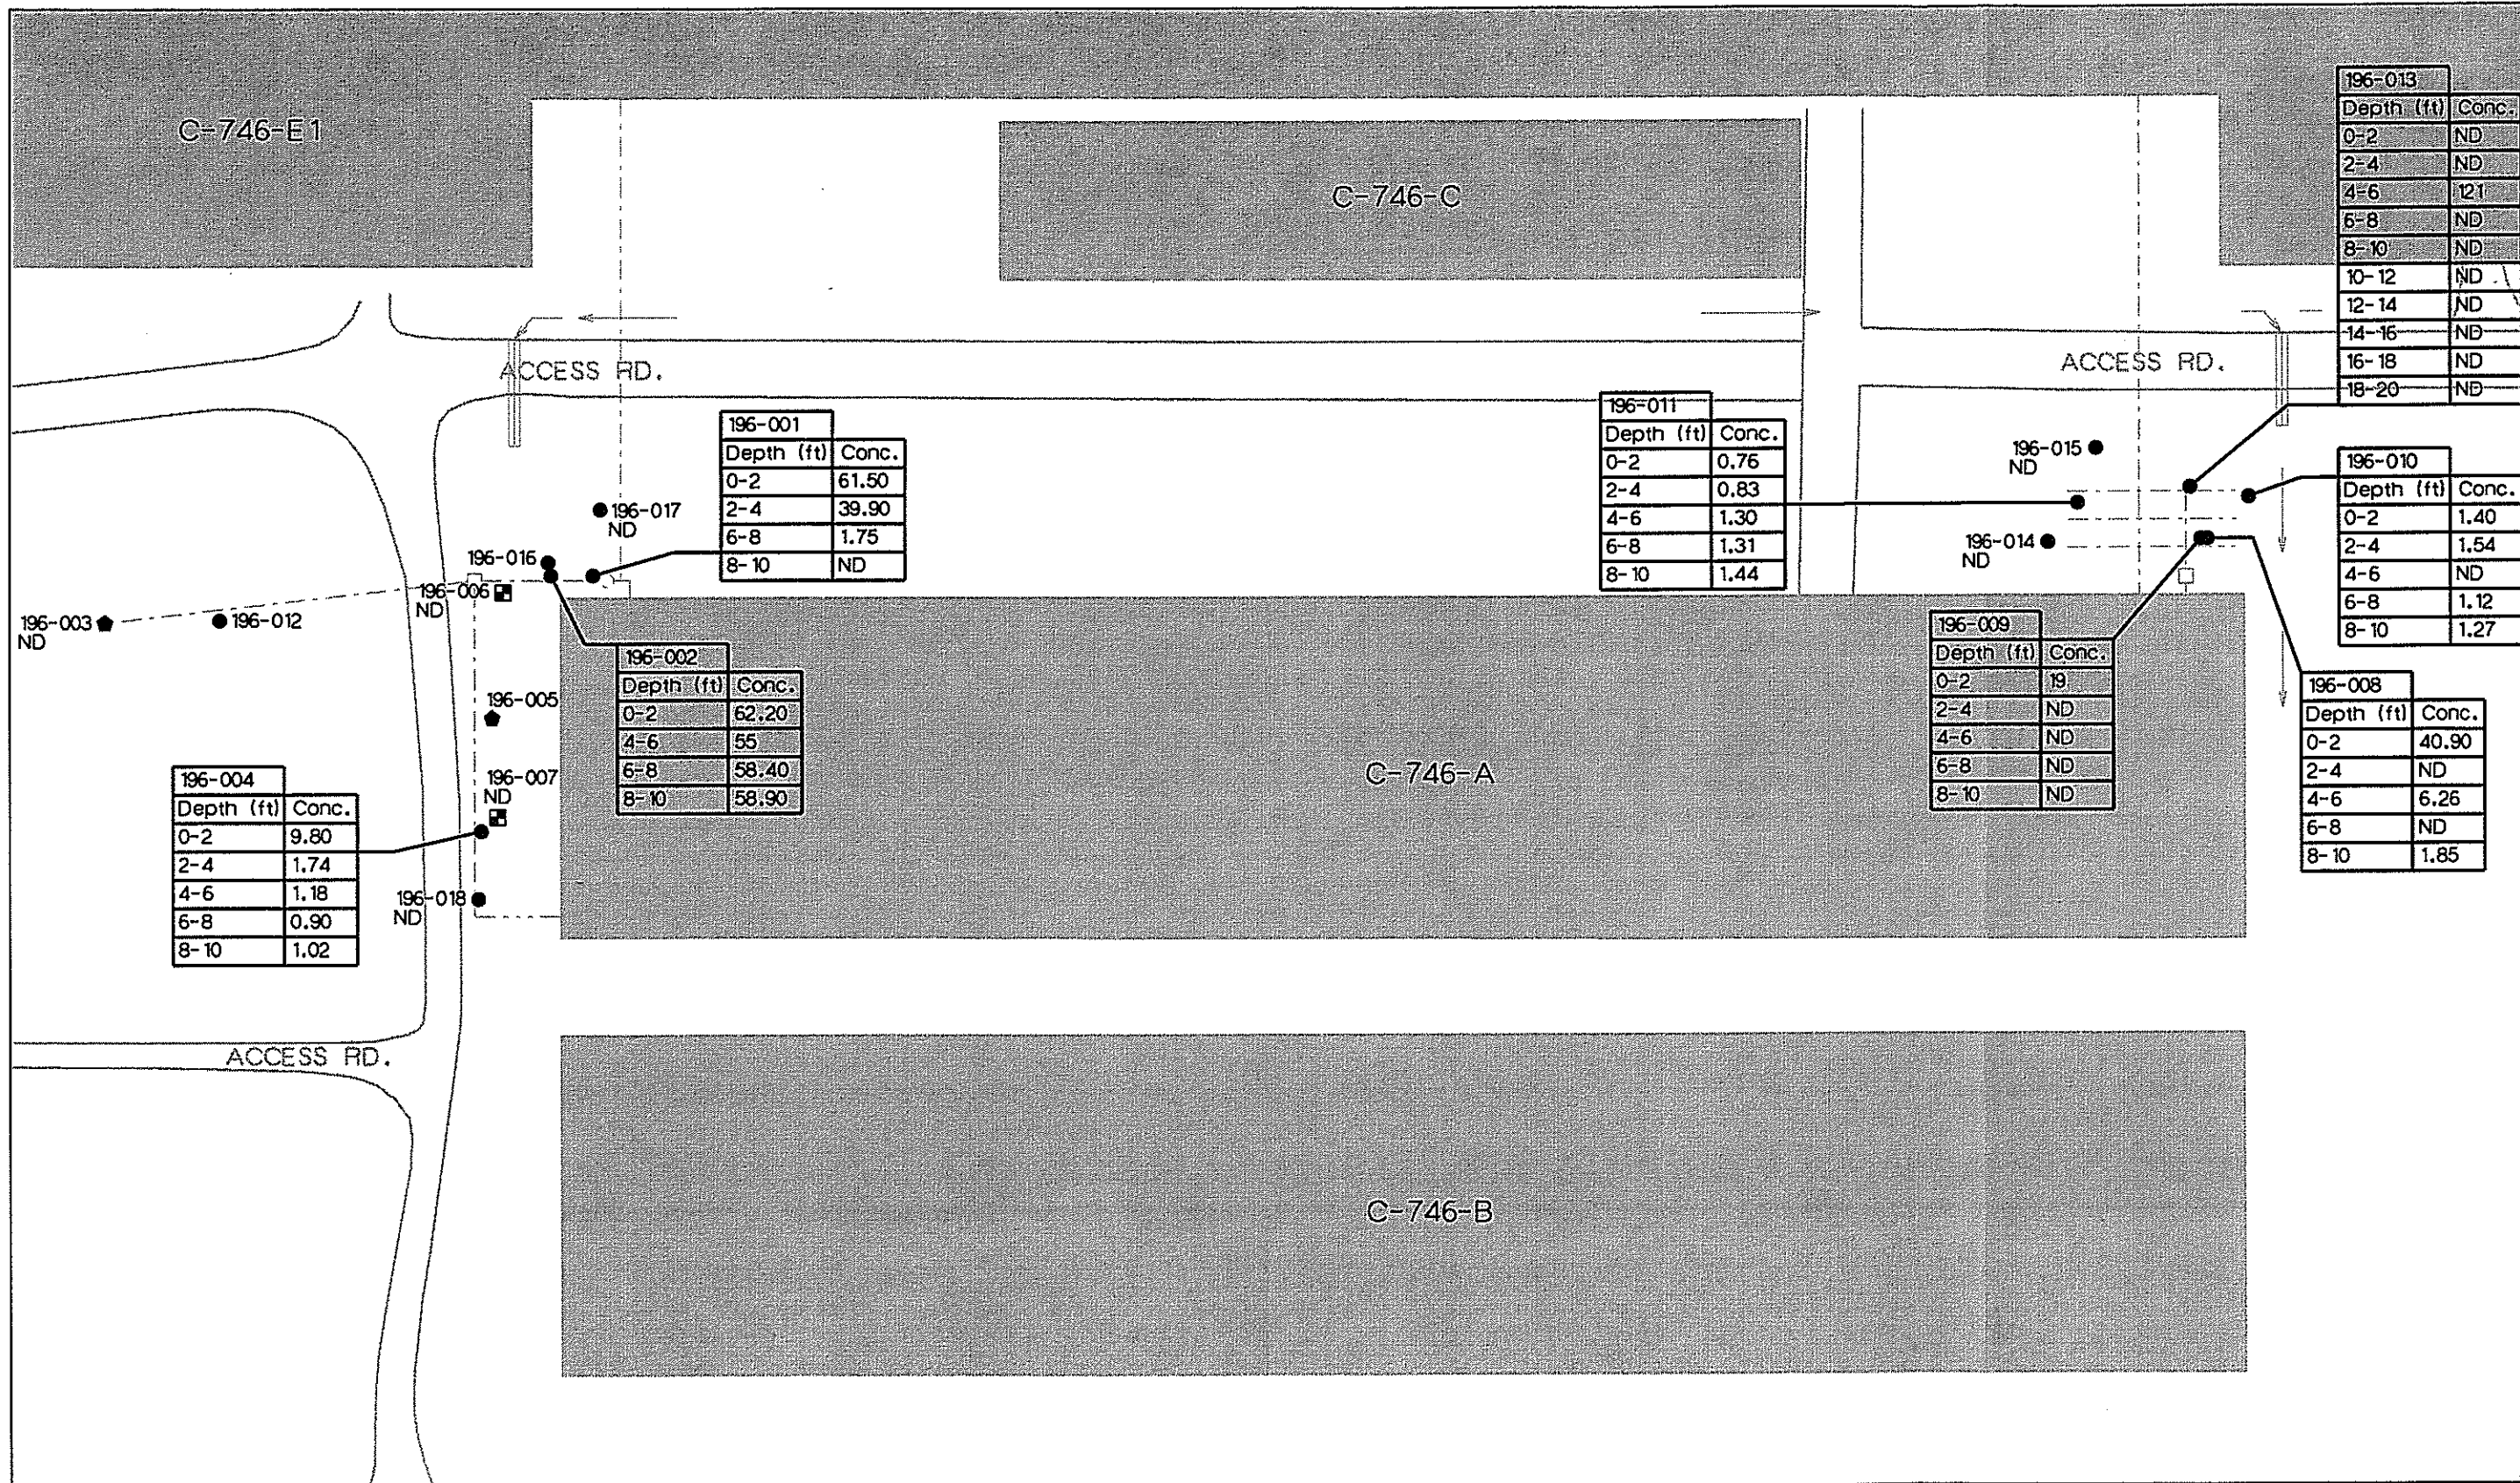 C-746-E1
C-746-C
196-013
Depth (ft) Conc.
0-2 ND
2-4 ND
4-6 121
6-8 ND
8-10 ND
10-12 ND
12-14 ND
14-16 ND
16-18 ND
18-20 ND
ACCESS RD.
ACCESS RD.
196-001
Depth (ft) Conc.
0-2 61.50
2-4 39.90
6-8 1.75
8-10 ND
196-011
Depth (ft) Conc.
0-2 0.76
2-4 0.83
4-6 1.30
6-8 1.31
8-10 1.44
196-015
ND
196-010
Depth (ft) Conc.
0-2 1.40
2-4 1.54
4-6 ND
6-8 1.12
8-10 1.27
196-017
ND
196-016
196-014
ND
196-006
ND
196-003
ND
196-012
196-002
Depth (ft) Conc.
0-2 62.20
4-6 55
6-8 58.40
8-10 58.90
196-009
Depth (ft) Conc.
0-2 19
2-4 ND
4-6 ND
6-8 ND
8-10 ND
196-008
Depth (ft) Conc.
0-2 40.90
2-4 ND
4-6 6.26
6-8 ND
8-10 1.85
196-005
196-007
ND
C-746-A
196-004
Depth (ft) Conc.
0-2 9.80
2-4 1.74
4-6 1.18
6-8 0.90
8-10 1.02
196-018
ND
ACCESS RD.
C-746-B